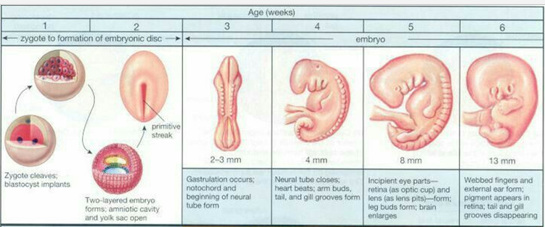 Age (weeks)
1
2
3
4
5
6
zygote to formation of embryonic disc
embryo
primitive
streak
Zygote cleaves;
blastocyst implants
Two-layered embryo
forms; amniotic cavity
and yolk sac open
2–3 mm
4 mm
8 mm
13 mm
Gastrulation occurs;
notochord and
beginning of neural
tube form
Neural tube closes;
heart beats; arm buds,
tail, and gill grooves form
Incipient eye parts—
retina (as optic cup) and
lens (as lens pits)—form;
leg buds form; brain
enlarges
Webbed fingers and
external ear form;
pigment appears in
retina; tail and gill
grooves disappearing